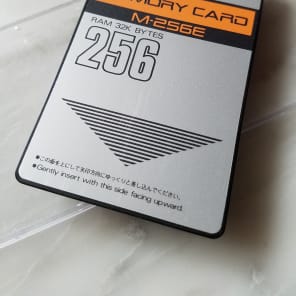 MORY CARD
M-256E
RAM 32K BYTES
256
●この面を上にして矢印方向にゆっくりと差し込んでください。
●Gently insert with this side facing upward.